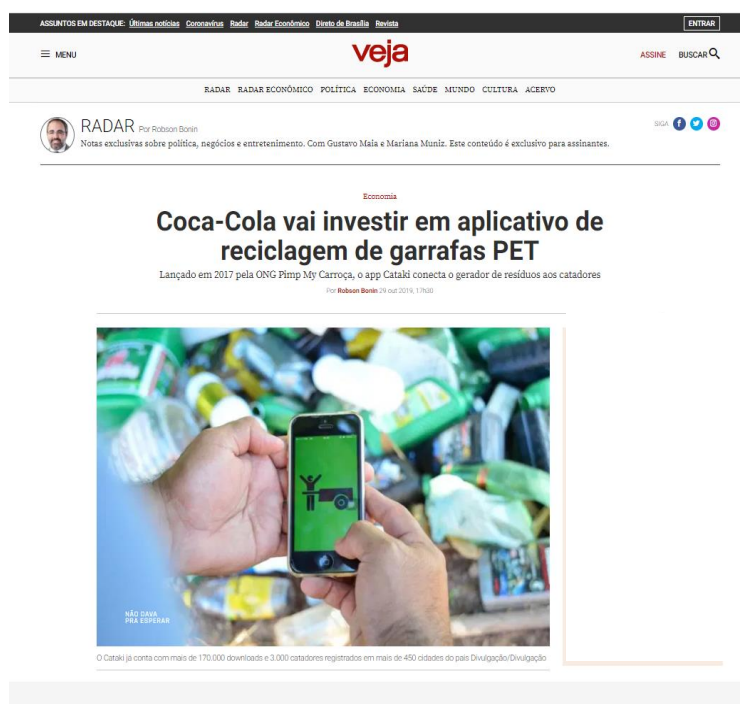 ASSUNTOS EM DESTAQUE: Últimas notícias Coronavírus Radar Radar Econômico Direto de Brasília Revista ENTRAR
MENU veja ASSINE BUSCAR
RADAR RADAR ECONÔMICO POLÍTICA ECONOMIA SAÚDE MUNDO CULTURA ACERVO
RADAR Por Robson Bonin SIGA
Notas exclusivas sobre política, negócios e entretenimento. Com Gustavo Maia e Mariana Muniz. Este conteúdo é exclusivo para assinantes.
Economia
Coca-Cola vai investir em aplicativo de
reciclagem de garrafas PET
Lançado em 2017 pela ONG Pimp My Carroça, o app Cataki conecta o gerador de resíduos aos catadores
Por Robson Bonin 29 out 2019, 17h30
NÃO DAVA
PRA ESPERAR
O Cataki já conta com mais de 170.000 downloads e 3.000 catadores registrados em mais de 450 cidades do país Divulgação/Divulgação